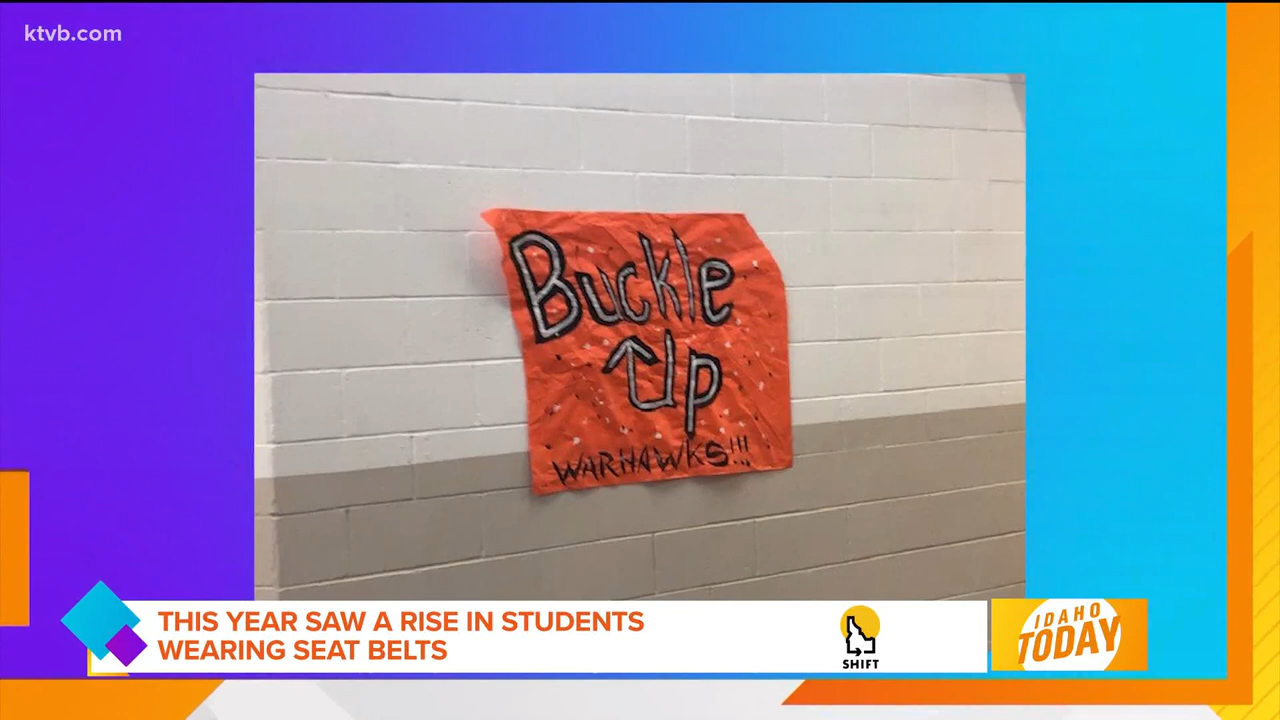 ktvb.com
Buckle
Up
WARHAWKS!!!
THIS YEAR SAW A RISE IN STUDENTS
WEARING SEAT BELTS
SHIFT
IDAHO
TODAY